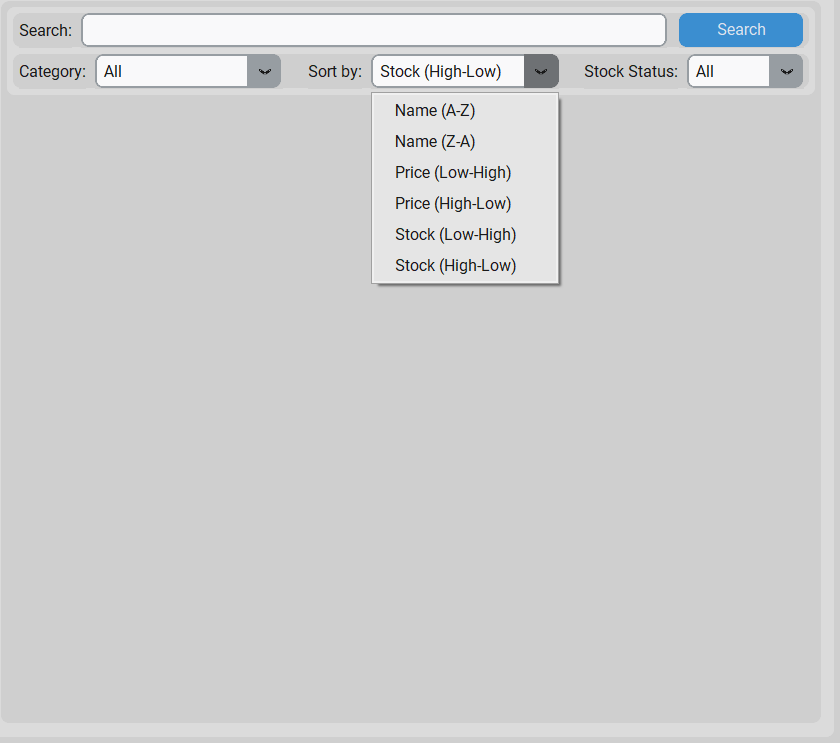 Search: Search
Category: All Sort by: Stock (High-Low) Stock Status: All
Name (A-Z)
Name (Z-A)
Price (Low-High)
Price (High-Low)
Stock (Low-High)
Stock (High-Low)